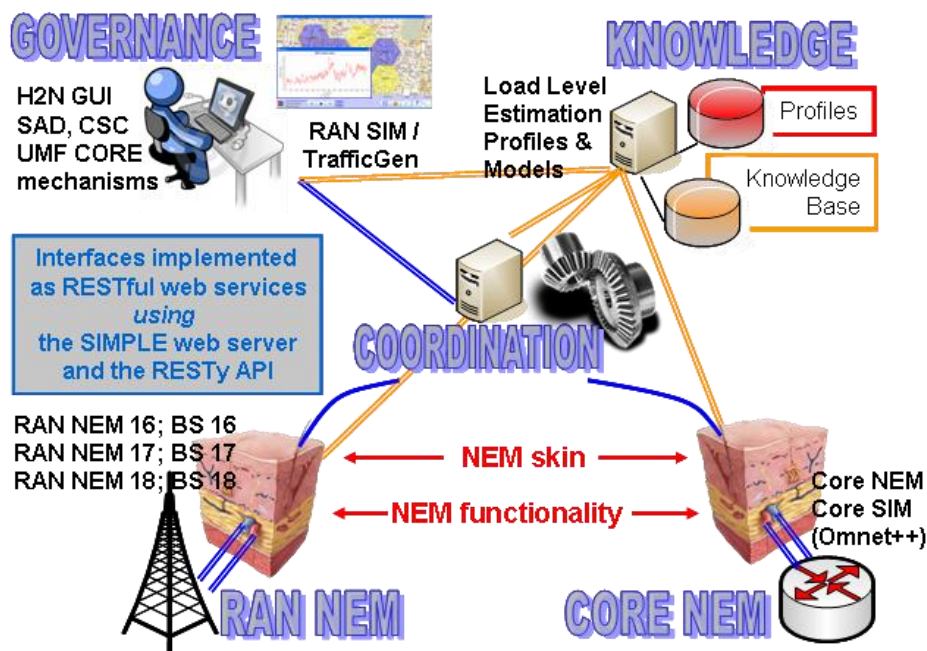 GOVERNANCE
KNOWLEDGE
H2N GUI
SAD, CSC
UMF CORE
mechanisms
RAN SIM /
TrafficGen
Load Level
Estimation
Profiles &
Models
Profiles
Knowledge
Base
Interfaces implemented
as RESTful web services
using
the SIMPLE web server
and the RESTy API
COORDINATION
RAN NEM 16; BS 16
RAN NEM 17; BS 17
RAN NEM 18; BS 18
NEM skin
NEM functionality
Core NEM
Core SIM
(Omnet++)
RAN NEM
CORE NEM